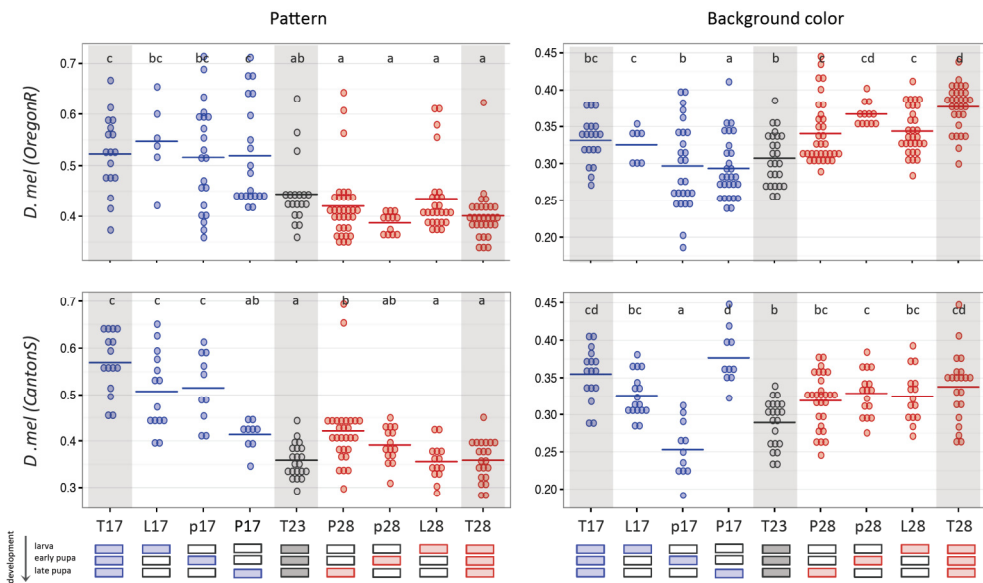 Pattern
Background color
D.mel (OregonR)
0.7
0.6
0.5
0.4
c bc bc c ab a a a a
0.45
0.40
0.35
0.30
0.25
0.20
bc c b a b e cd c d
D .mel (CantonS)
0.7
0.6
0.5
0.4
0.3
c c c ab a b ab a a
0.45
0.40
0.35
0.30
0.25
0.20
cd bc a d b bc c bc cd
T17 L17 p17 P17 T23 P28 p28 L28 T28
T17 L17 p17 P17 T23 P28 p28 L28 T28
development
larva
early pupa
late pupa